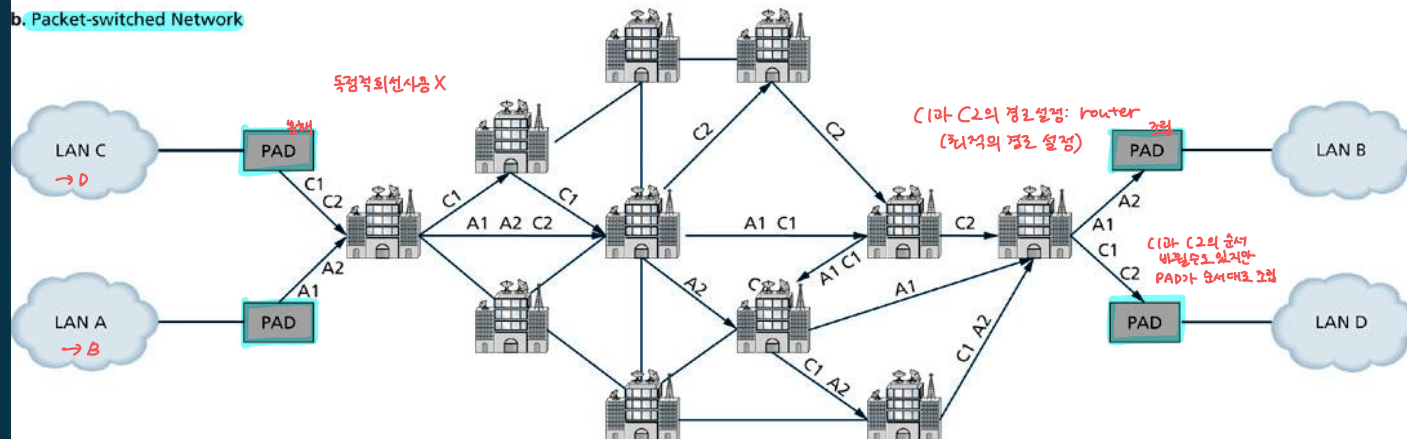 b. Packet-switched Network
독점적회선사용 X
LAN C
→ D
분해
PAD
C1
C2
LAN A
→ B
PAD
A1
A2
C1
C1
A1 A2 C2
C2
C2
A1 C1
A1 C1
A2
C
C2
A1
C1 A2
C1 A2
C1과 C2의 경로설정: router
(최적의 경로 설정)
조립
PAD
LAN B
A2
A1
C1
C2
C1과 C2의 순서
바뀔수도 있지만
PAD가 순서대로 조립
PAD
LAN D